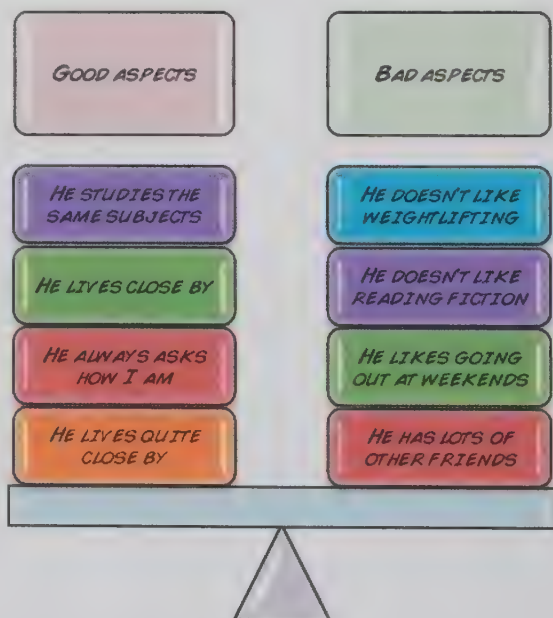 GOOD ASPECTS
BAD ASPECTS
HE STUDIES THE
SAME SUBJECTS
HE LIVES CLOSE BY
HE ALWAYS ASKS
HOW I AM
HE LIVES QUITE
CLOSE BY
HE DOESN'T LIKE
WEIGHTLIFTING
HE DOESN'T LIKE
READING FICTION
HE LIKES GOING
OUT AT WEEKENDS
HE HAS LOTS OF
OTHER FRIENDS